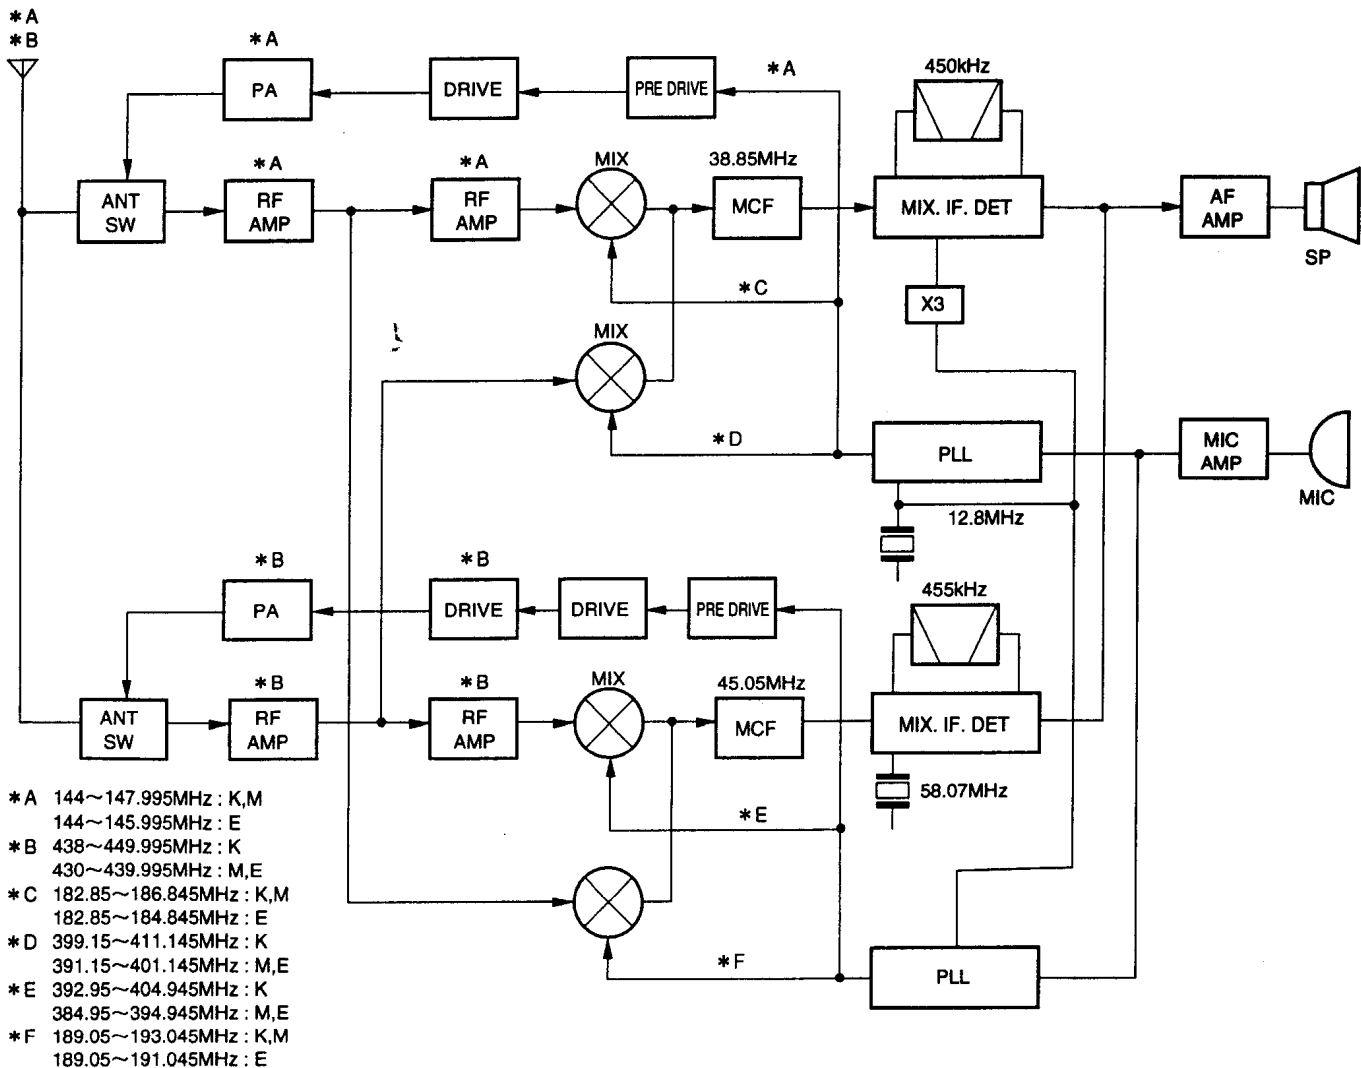 *A
*B
*A
PA
DRIVE
PRE DRIVE
*A
450kHz
ANT
SW
*A
RF
AMP
*A
RF
AMP
MIX
38.85MHz
MCF
MIX. IF. DET
AF
AMP
SP
*C
X3
MIX
*D
PLL
MIC
AMP
MIC
12.8MHz
*B
PA
*B
DRIVE
DRIVE
PRE DRIVE
455kHz
ANT
SW
*B
RF
AMP
*B
RF
AMP
MIX
45.05MHz
MCF
MIX. IF. DET
58.07MHz
*E
*F
PLL
*A 144~147.995MHz : K,M
144~145.995MHz : E
*B 438~449.995MHz : K
430~439.995MHz : M,E
*C 182.85~186.845MHz : K,M
182.85~184.845MHz : E
*D 399.15~411.145MHz : K
391.15~401.145MHz : M,E
*E 392.95~404.945MHz : K
384.95~394.945MHz : M,E
*F 189.05~193.045MHz : K,M
189.05~191.045MHz : E